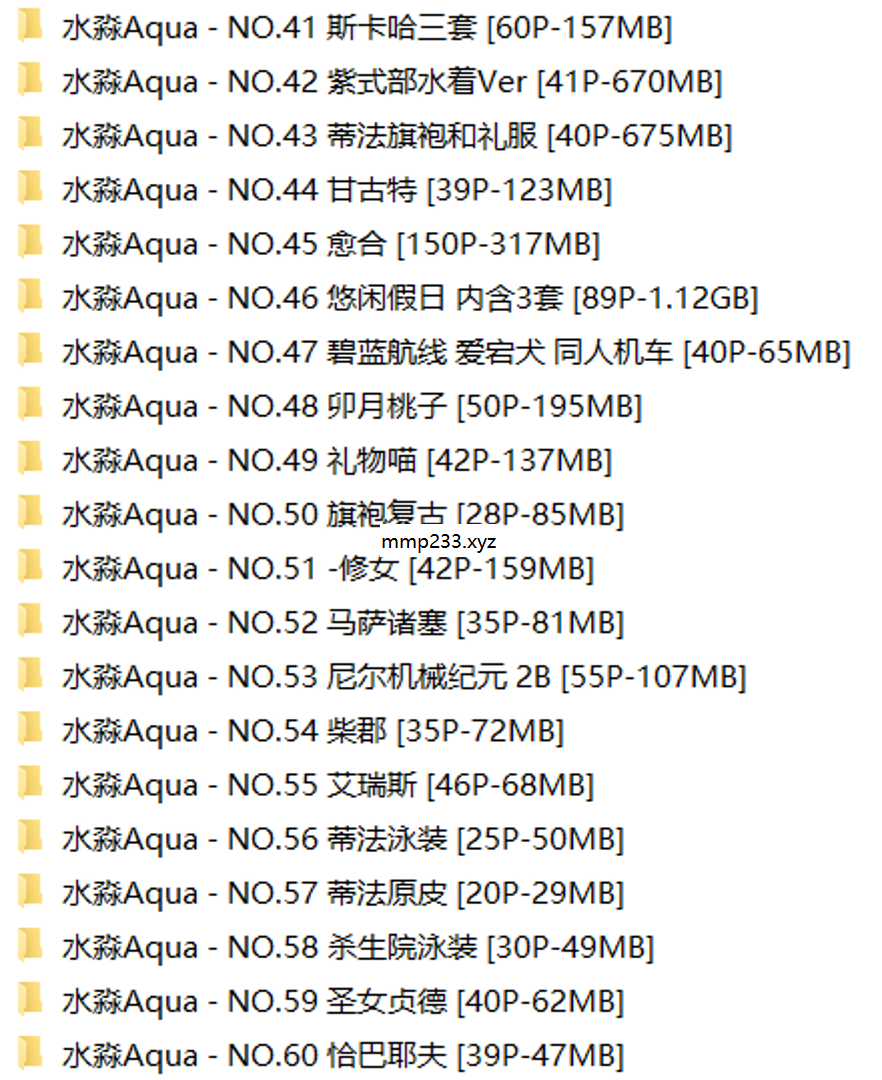 水淼Aqua - NO.41 斯卡哈三套 [60P-157MB]
水淼Aqua - NO.42 紫式部水着Ver [41P-670MB]
水淼Aqua - NO.43 蒂法旗袍和礼服 [40P-675MB]
水淼Aqua - NO.44 甘古特 [39P-123MB]
水淼Aqua - NO.45 愈合 [150P-317MB]
水淼Aqua - NO.46 悠闲假日 内含3套 [89P-1.12GB]
水淼Aqua - NO.47 碧蓝航线 爱宕犬 同人机车 [40P-65MB]
水淼Aqua - NO.48 卯月桃子 [50P-195MB]
水淼Aqua - NO.49 礼物喵 [42P-137MB]
水淼Aqua - NO.50 旗袍复古 [28P-85MB]
mmp233.xyz
水淼Aqua - NO.51 -修女 [42P-159MB]
水淼Aqua - NO.52 马萨诸塞 [35P-81MB]
水淼Aqua - NO.53 尼尔机械纪元 2B [55P-107MB]
水淼Aqua - NO.54 柴郡 [35P-72MB]
水淼Aqua - NO.55 艾瑞斯 [46P-68MB]
水淼Aqua - NO.56 蒂法泳装 [25P-50MB]
水淼Aqua - NO.57 蒂法原皮 [20P-29MB]
水淼Aqua - NO.58 杀生院泳装 [30P-49MB]
水淼Aqua - NO.59 圣女贞德 [40P-62MB]
水淼Aqua - NO.60 恰巴耶夫 [39P-47MB]